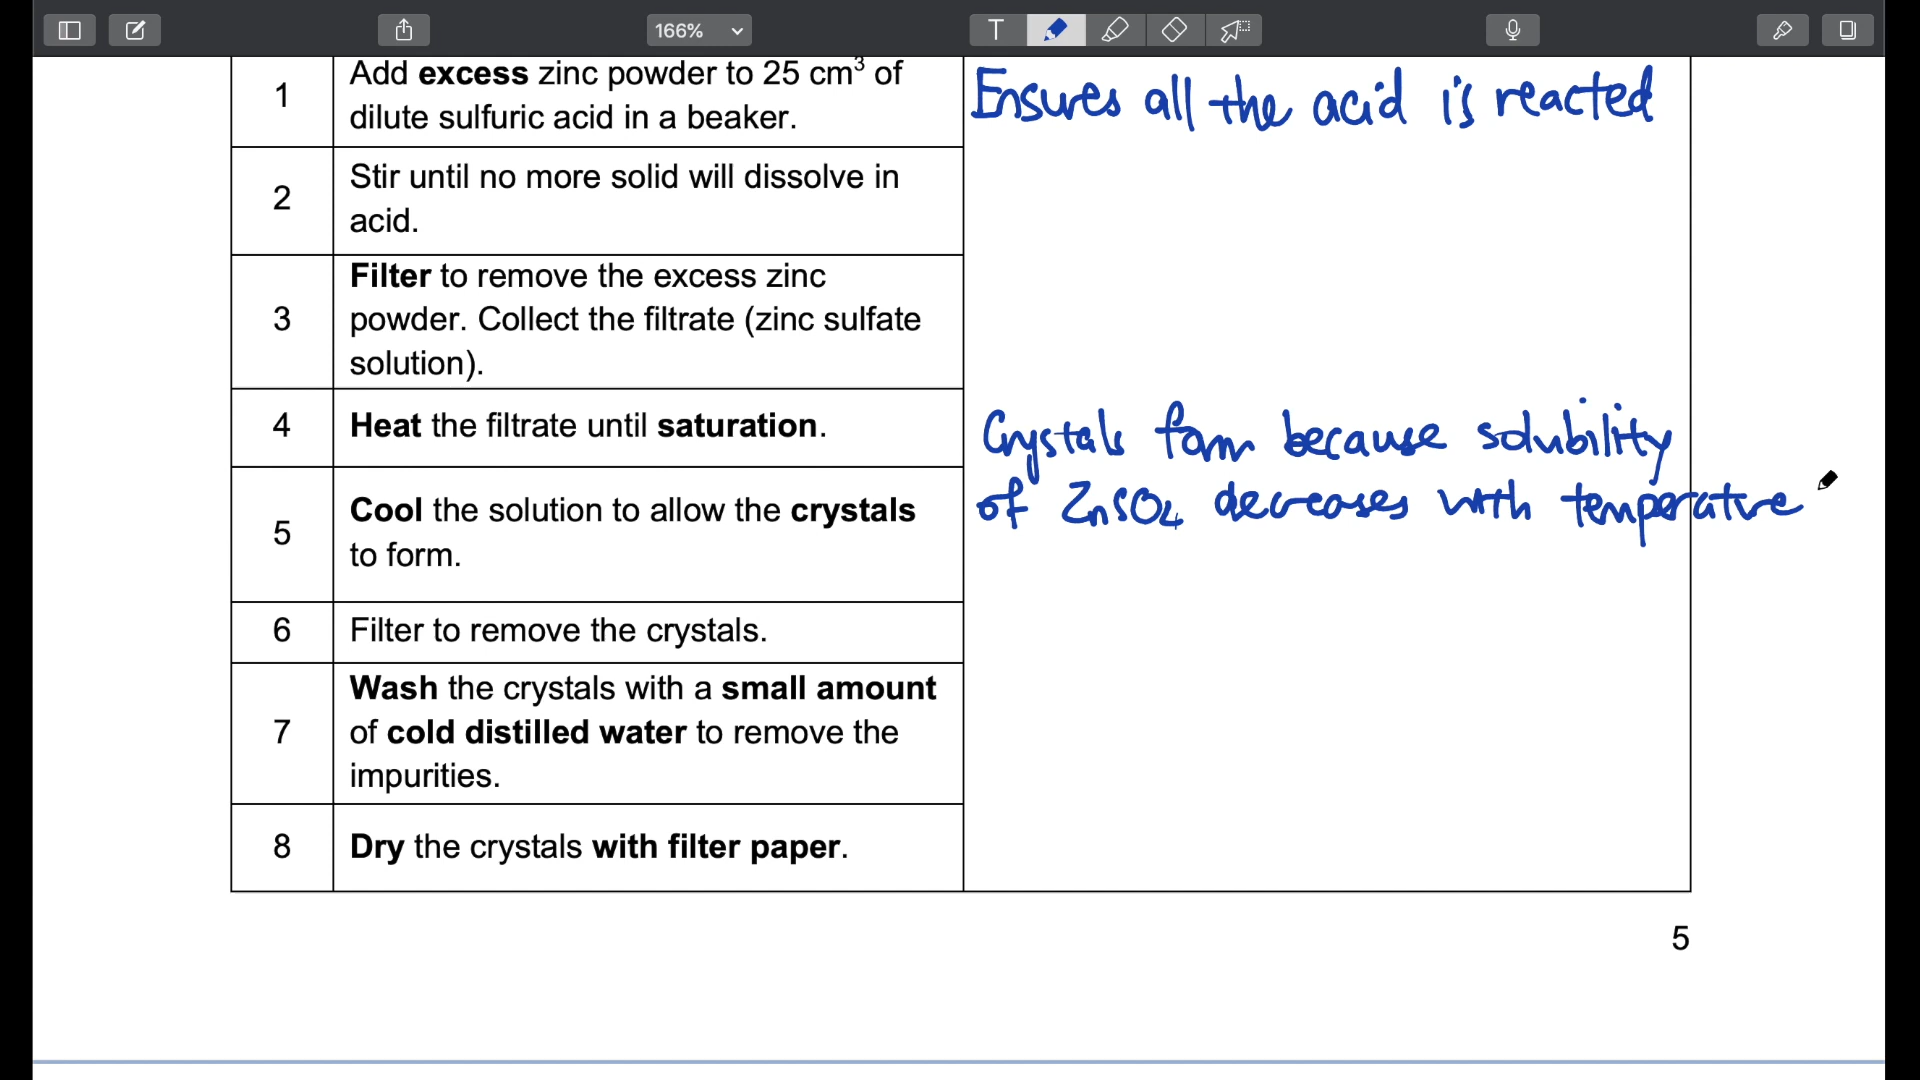 166%
T
1
Add excess zinc powder to 25 cm³ of
dilute sulfuric acid in a beaker.
Ensures all the acid is reacted
2
Stir until no more solid will dissolve in
acid.
3
Filter to remove the excess zinc
powder. Collect the filtrate (zinc sulfate
solution).
4
Heat the filtrate until saturation.
Crystals form because solubility
of ZnSO₄ decreases with temperature
5
Cool the solution to allow the crystals
to form.
6
Filter to remove the crystals.
7
Wash the crystals with a small amount
of cold distilled water to remove the
impurities.
8
Dry the crystals with filter paper.
5